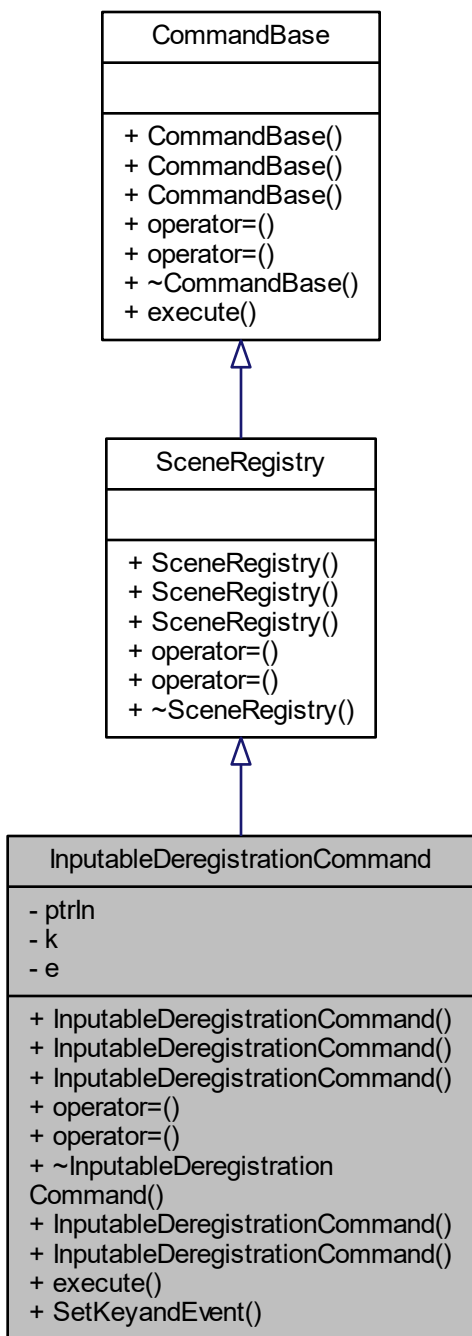 CommandBase
+ CommandBase()
+ CommandBase()
+ CommandBase()
+ operator=()
+ operator=()
+ ~CommandBase()
+ execute()
SceneRegistry
+ SceneRegistry()
+ SceneRegistry()
+ SceneRegistry()
+ operator=()
+ operator=()
+ ~SceneRegistry()
InputableDeregistrationCommand
- ptrIn
- k
- e
+ InputableDeregistrationCommand()
+ InputableDeregistrationCommand()
+ InputableDeregistrationCommand()
+ operator=()
+ operator=()
+ ~InputableDeregistration
Command()
+ InputableDeregistrationCommand()
+ InputableDeregistrationCommand()
+ execute()
+ SetKeyandEvent()